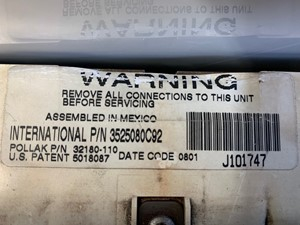 WARNING
REMOVE ALL CONNECTIONS TO THIS UNIT
BEFORE SERVICING
ASSEMBLED IN MEXICO
INTERNATIONAL P/N 3525080C92
POLLAK P/N 32180-110
U.S. PATENT 5018087 DATE CODE 0801
J101747